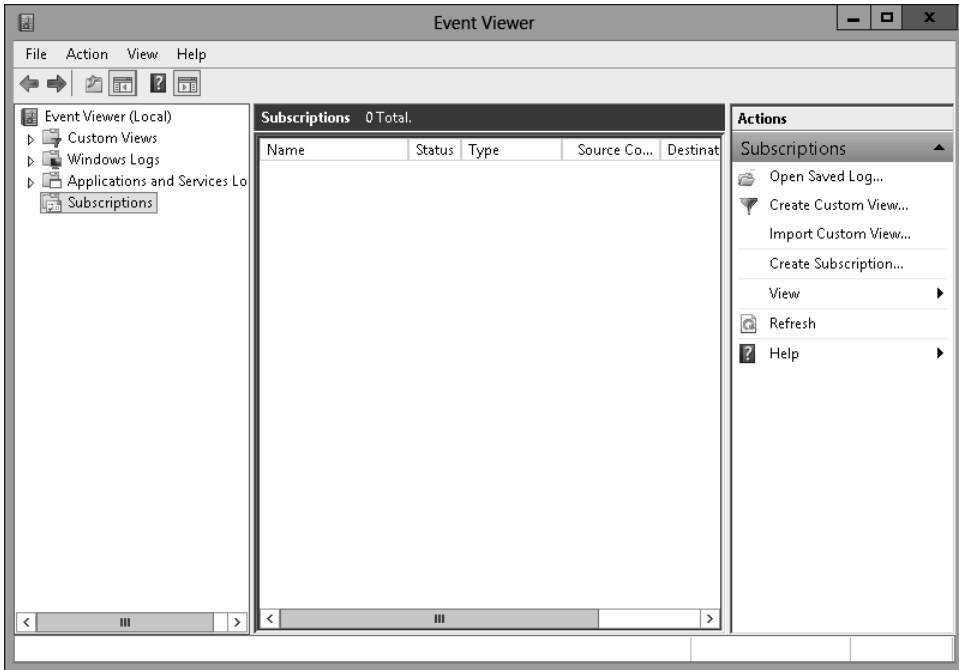 Event Viewer
File Action View Help
Event Viewer (Local)
Custom Views
Windows Logs
Applications and Services Lo
Subscriptions
Subscriptions 0 Total.
Name Status Type Source Co... Destinat
Actions
Subscriptions
Open Saved Log...
Create Custom View...
Import Custom View...
Create Subscription...
View
Refresh
Help